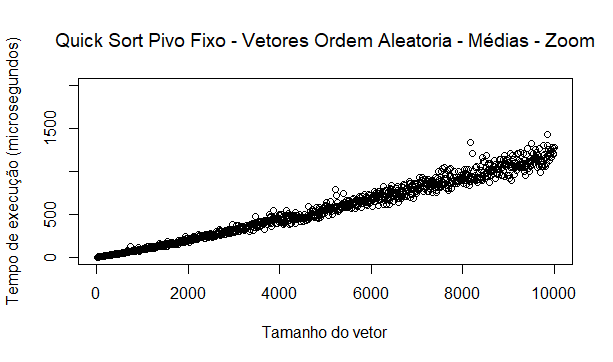 Quick Sort Pivo Fixo - Vetores Ordem Aleatoria - Médias - Zoom
Tempo de execução (microsegundos)
1500
500
0
0 2000 4000 6000 8000 10000
Tamanho do vetor